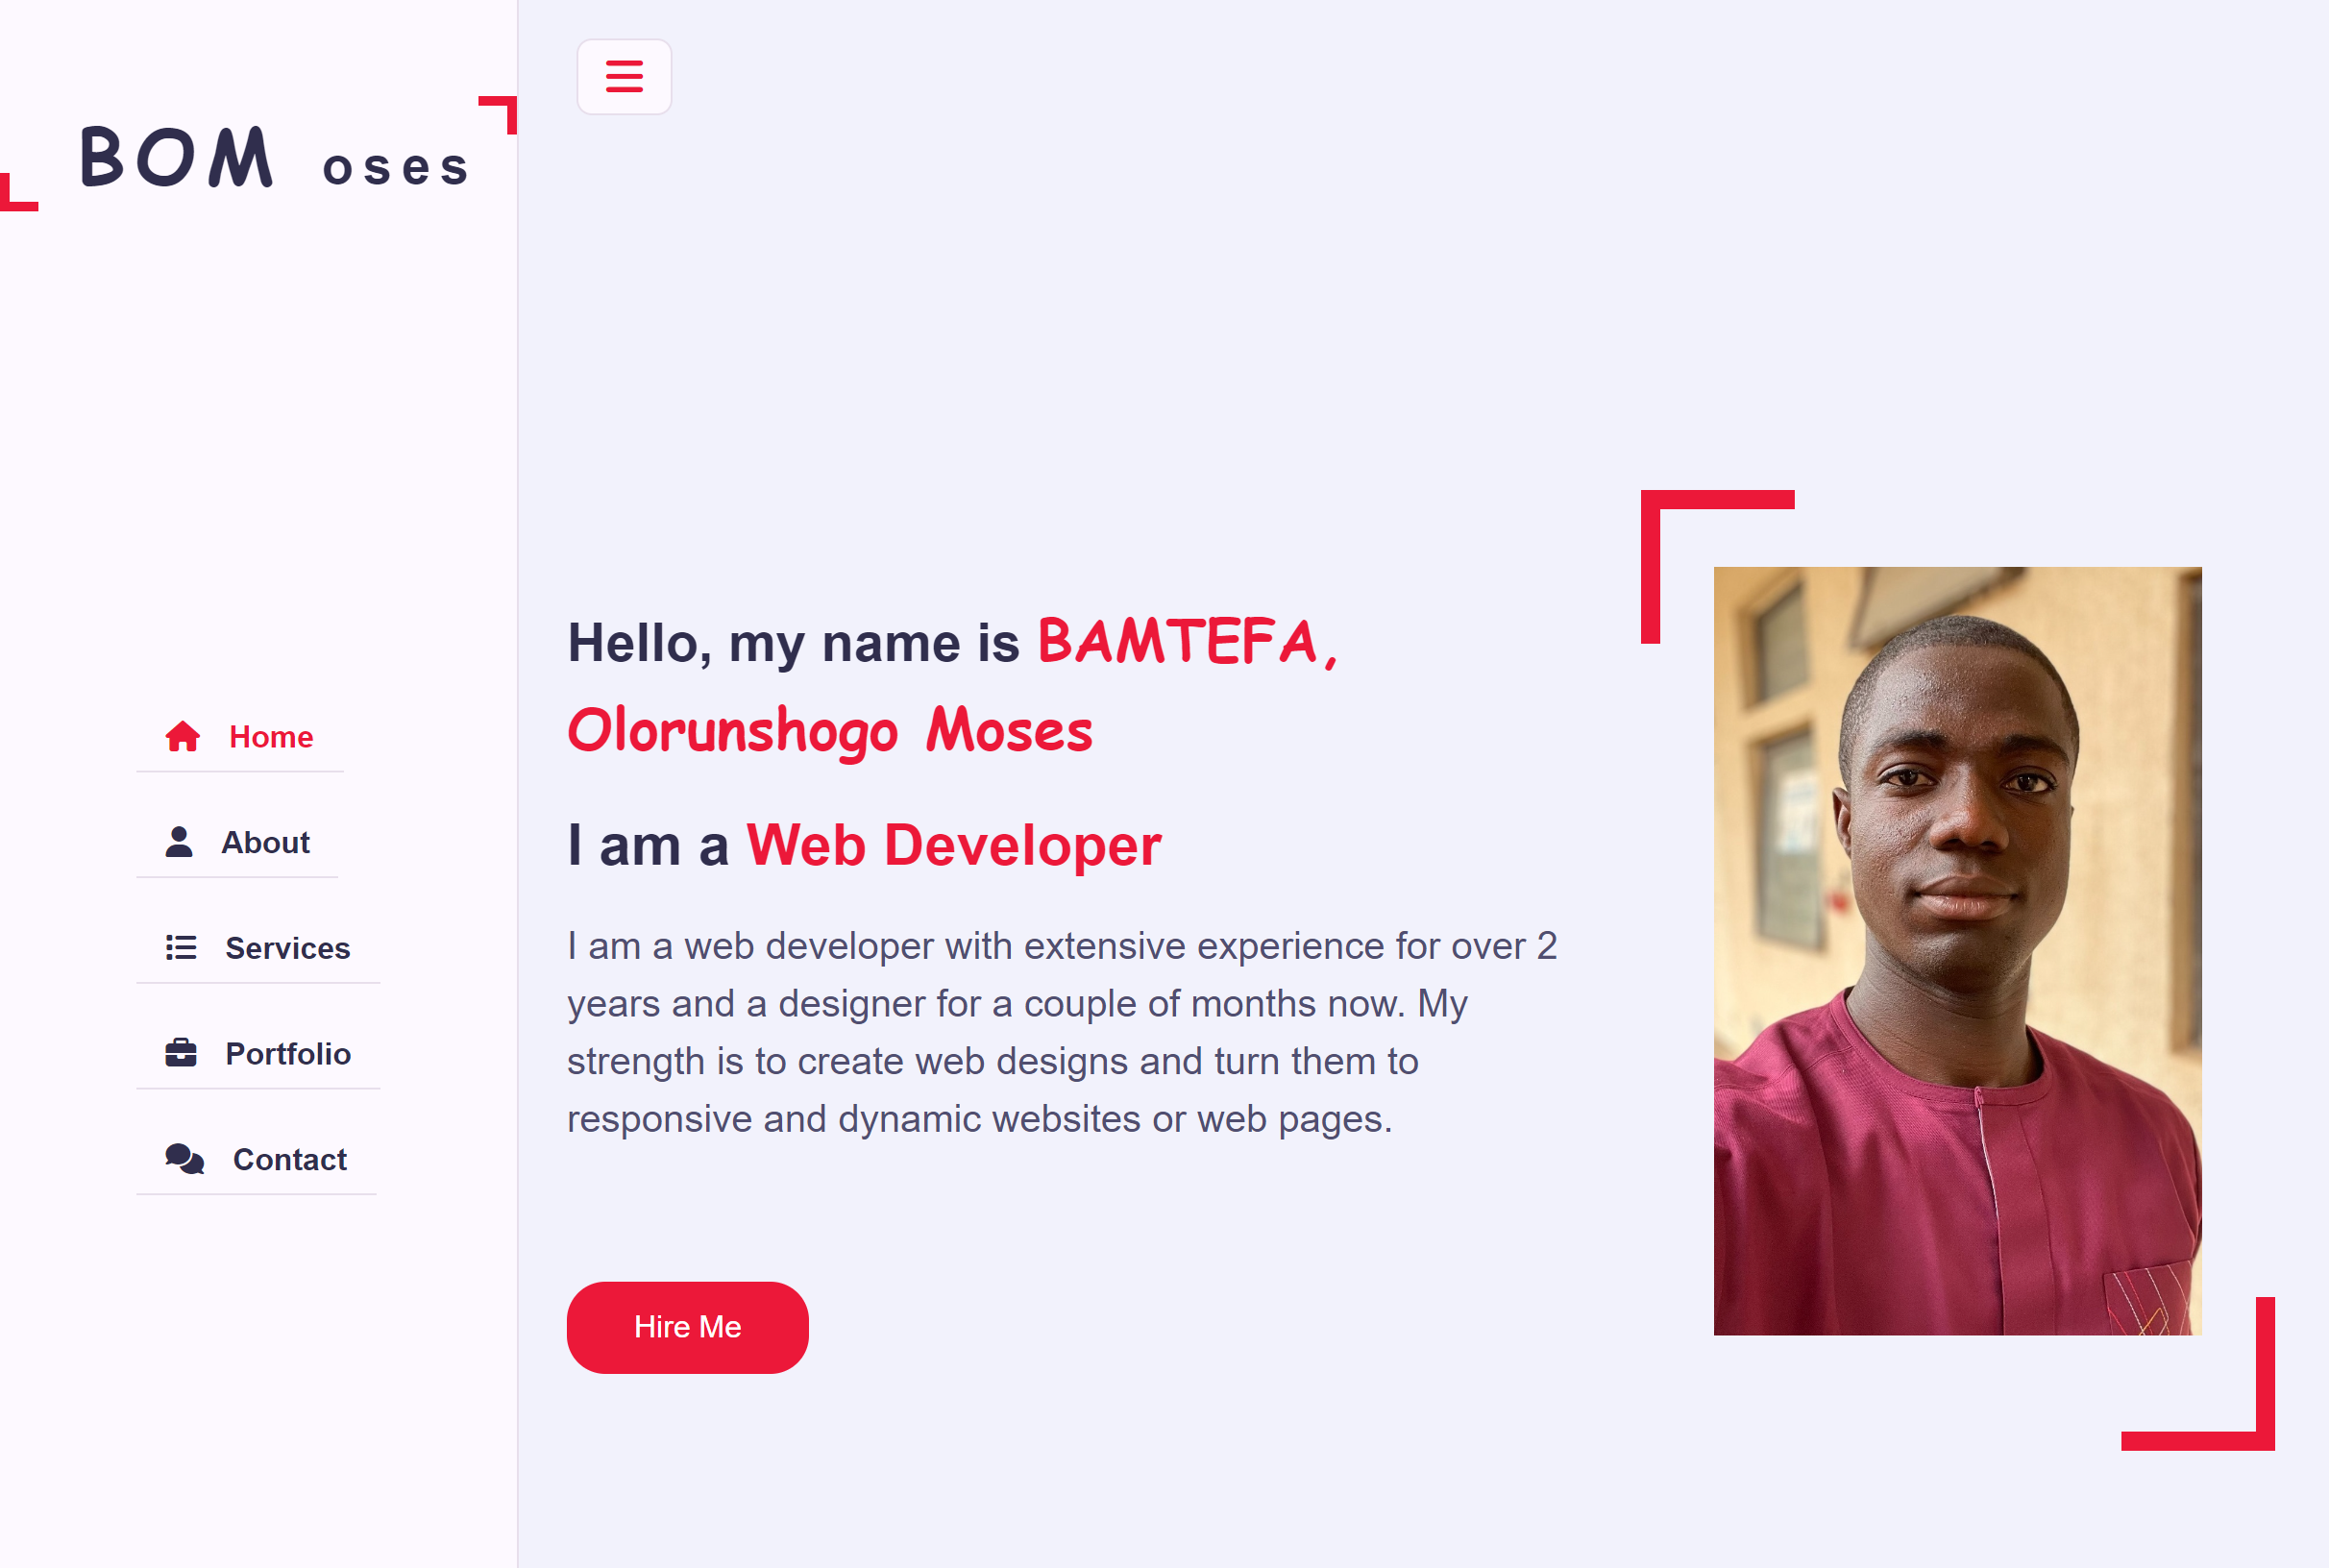 BOM oses
Home
About
Services
Portfolio
Contact
Hello, my name is BAMTEFA,
Olorunshogo Moses
I am a Web Developer
I am a web developer with extensive experience for over 2
years and a designer for a couple of months now. My
strength is to create web designs and turn them to
responsive and dynamic websites or web pages.
Hire Me